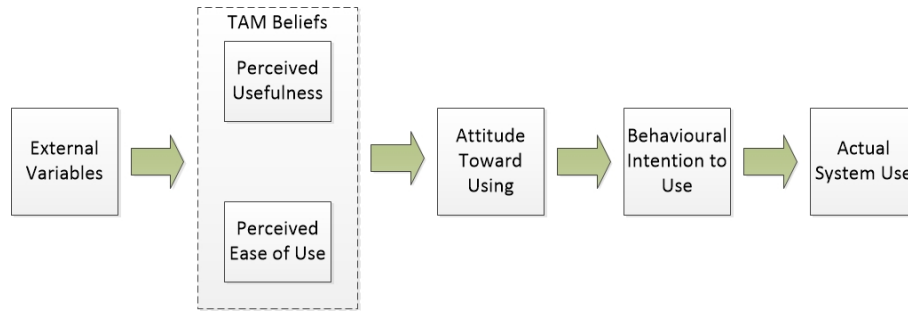 TAM Beliefs
Perceived
Usefulness
Perceived
Ease of Use
External
Variables
Attitude
Toward
Using
Behavioural
Intention to
Use
Actual
System Use